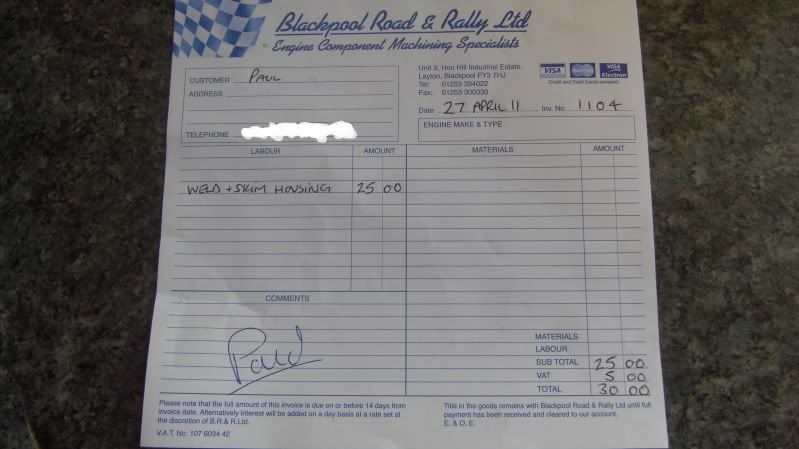 Blackpool Road & Rally Ltd
Engine Component Machining Specialists
CUSTOMER PAUL
ADDRESS
TELEPHONE
Unit 3, Hoo Hill Industrial Estate,
Layton, Blackpool FY3 7HJ
Tel: 01253 394022
Fax: 01253 300330
VISA MasterCard VISA Electron
Credit and Debit Cards accepted
Date 27 APRIL 11 Inv. No. 1104
ENGINE MAKE & TYPE
LABOUR AMOUNT MATERIALS AMOUNT
WELD + SKIM HOUSING 25 00
COMMENTS
Paid
MATERIALS
LABOUR
SUB TOTAL 25 00
VAT 5 00
TOTAL 30 00
Please note that the full amount of this invoice is due on or before 14 days from
invoice date. Alternatively interest will be added on a day basis at a rate set at
the discretion of B.R.& R.Ltd.
V.A.T. No: 107 6034 42
Title in the goods remains with Blackpool Road & Rally Ltd until full
payment has been received and cleared to our account.
E. & O. E.